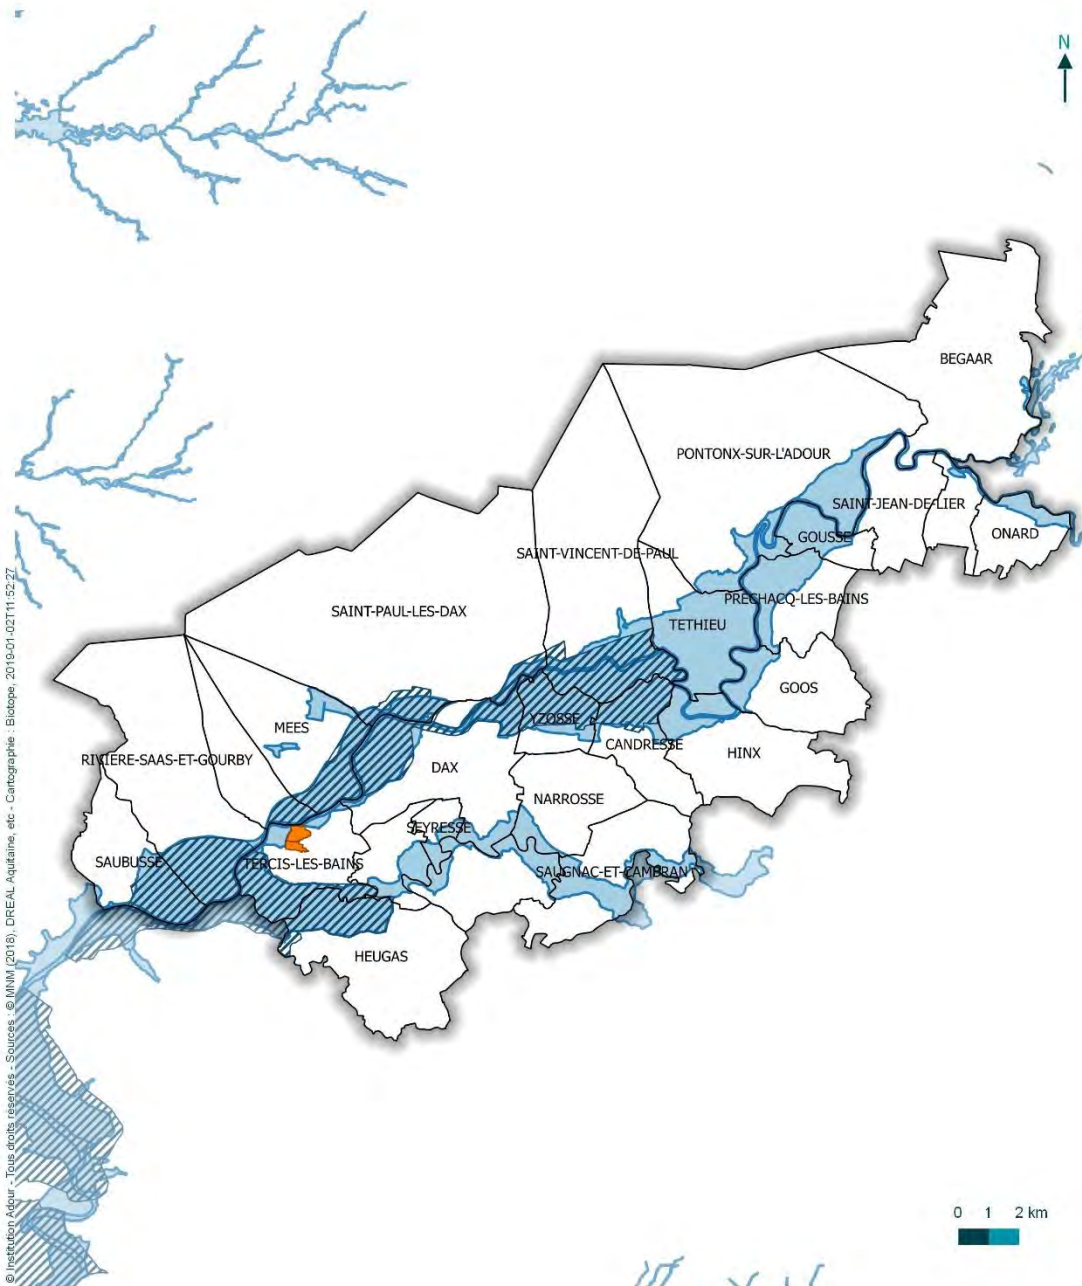 N
BEGAAR
PONTONX-SUR-L'ADOUR
SAINT-JEAN-DE-LIER
GOUSSE
ONARD
SAINT-VINCENT-DE-PAUL
PRECHACQ-LES-BAINS
SAINT-PAUL-LES-DAX
TETHIEU
GOOS
YZOSSE
MEES
CANDRESSE
HINX
RIVIERE-SAAS-ET-GOURBY
DAX
NARROSSE
SEYRESSE
SAUBUSSE
TERCIS-LES-BAINS
SAUGNAC-ET-CAMBRAN
HEUGAS
0 1 2 km
© Institution Adour - Tous droits réservés - Sources : © MNM (2018), DREAL Aquitaine, etc - Cartographie : Biotope, 2019-01-02T11:52:27